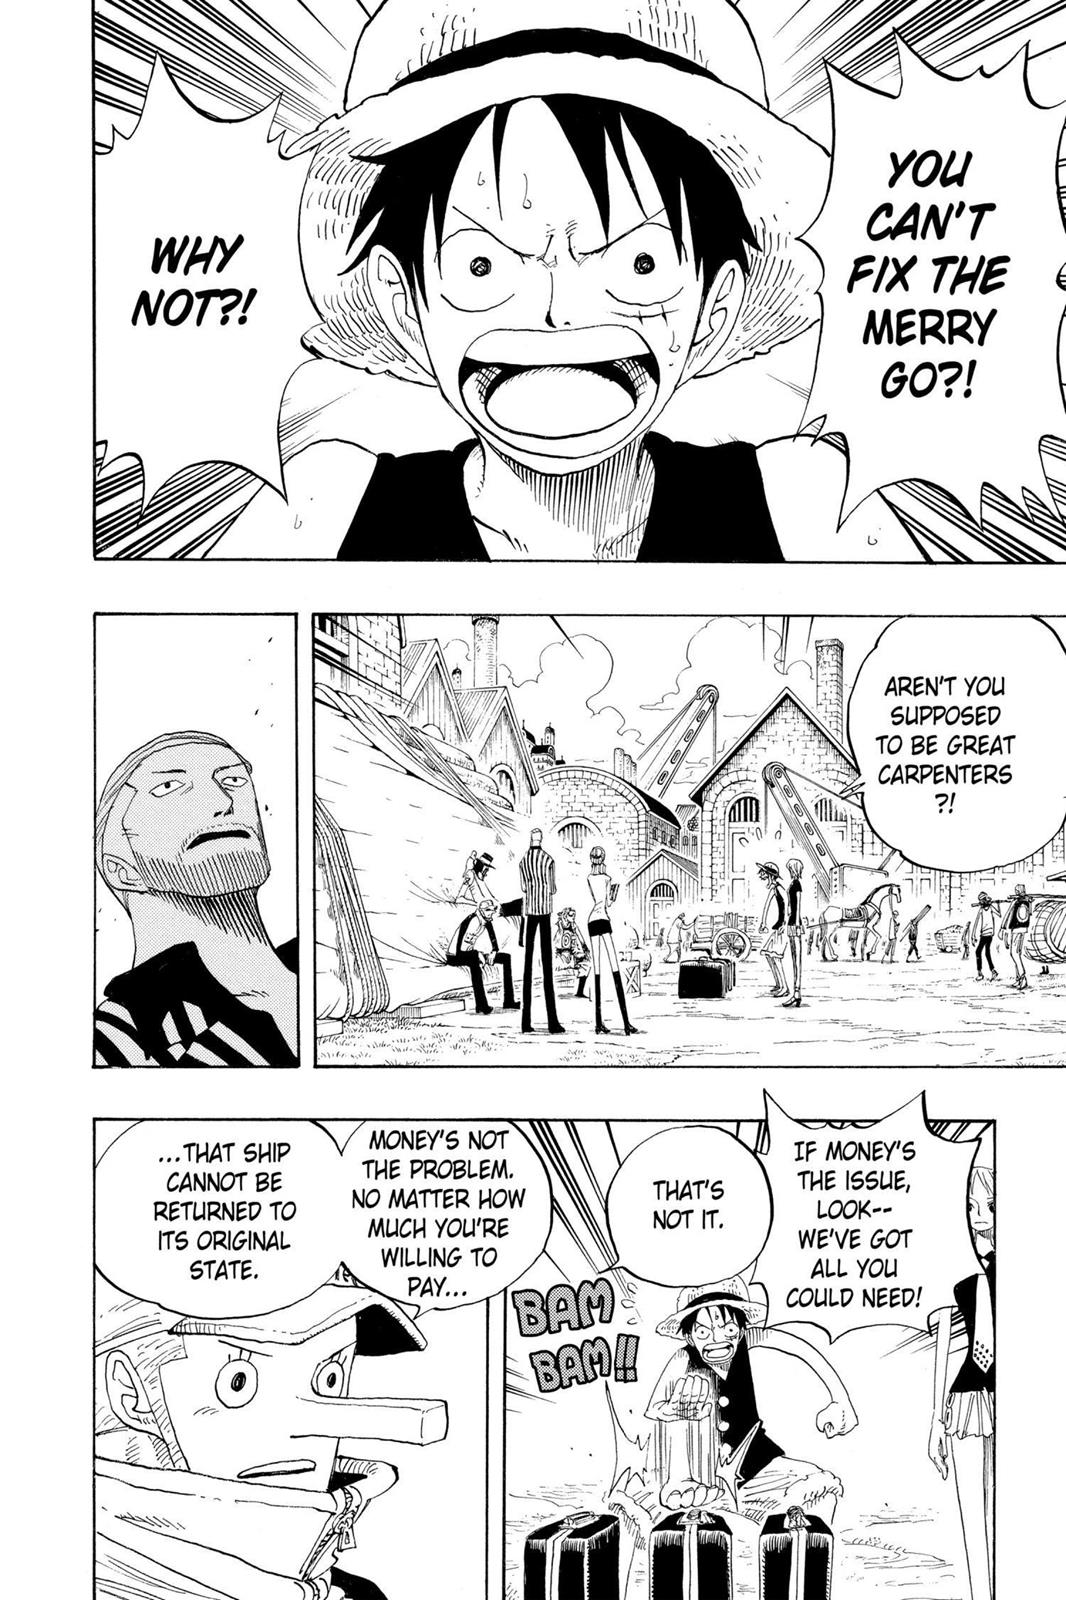 YOU
CAN'T
FIX THE
MERRY
GO?!
WHY
NOT?!
AREN'T YOU
SUPPOSED
TO BE GREAT
CARPENTERS
?!
IF MONEY'S
THE ISSUE,
LOOK--
WE'VE GOT
ALL YOU
COULD NEED!
THAT'S
NOT IT.
BAM
BAM!!
MONEY'S NOT
THE PROBLEM.
NO MATTER HOW
MUCH YOU'RE
WILLING TO
PAY...
...THAT SHIP
CANNOT BE
RETURNED TO
ITS ORIGINAL
STATE.